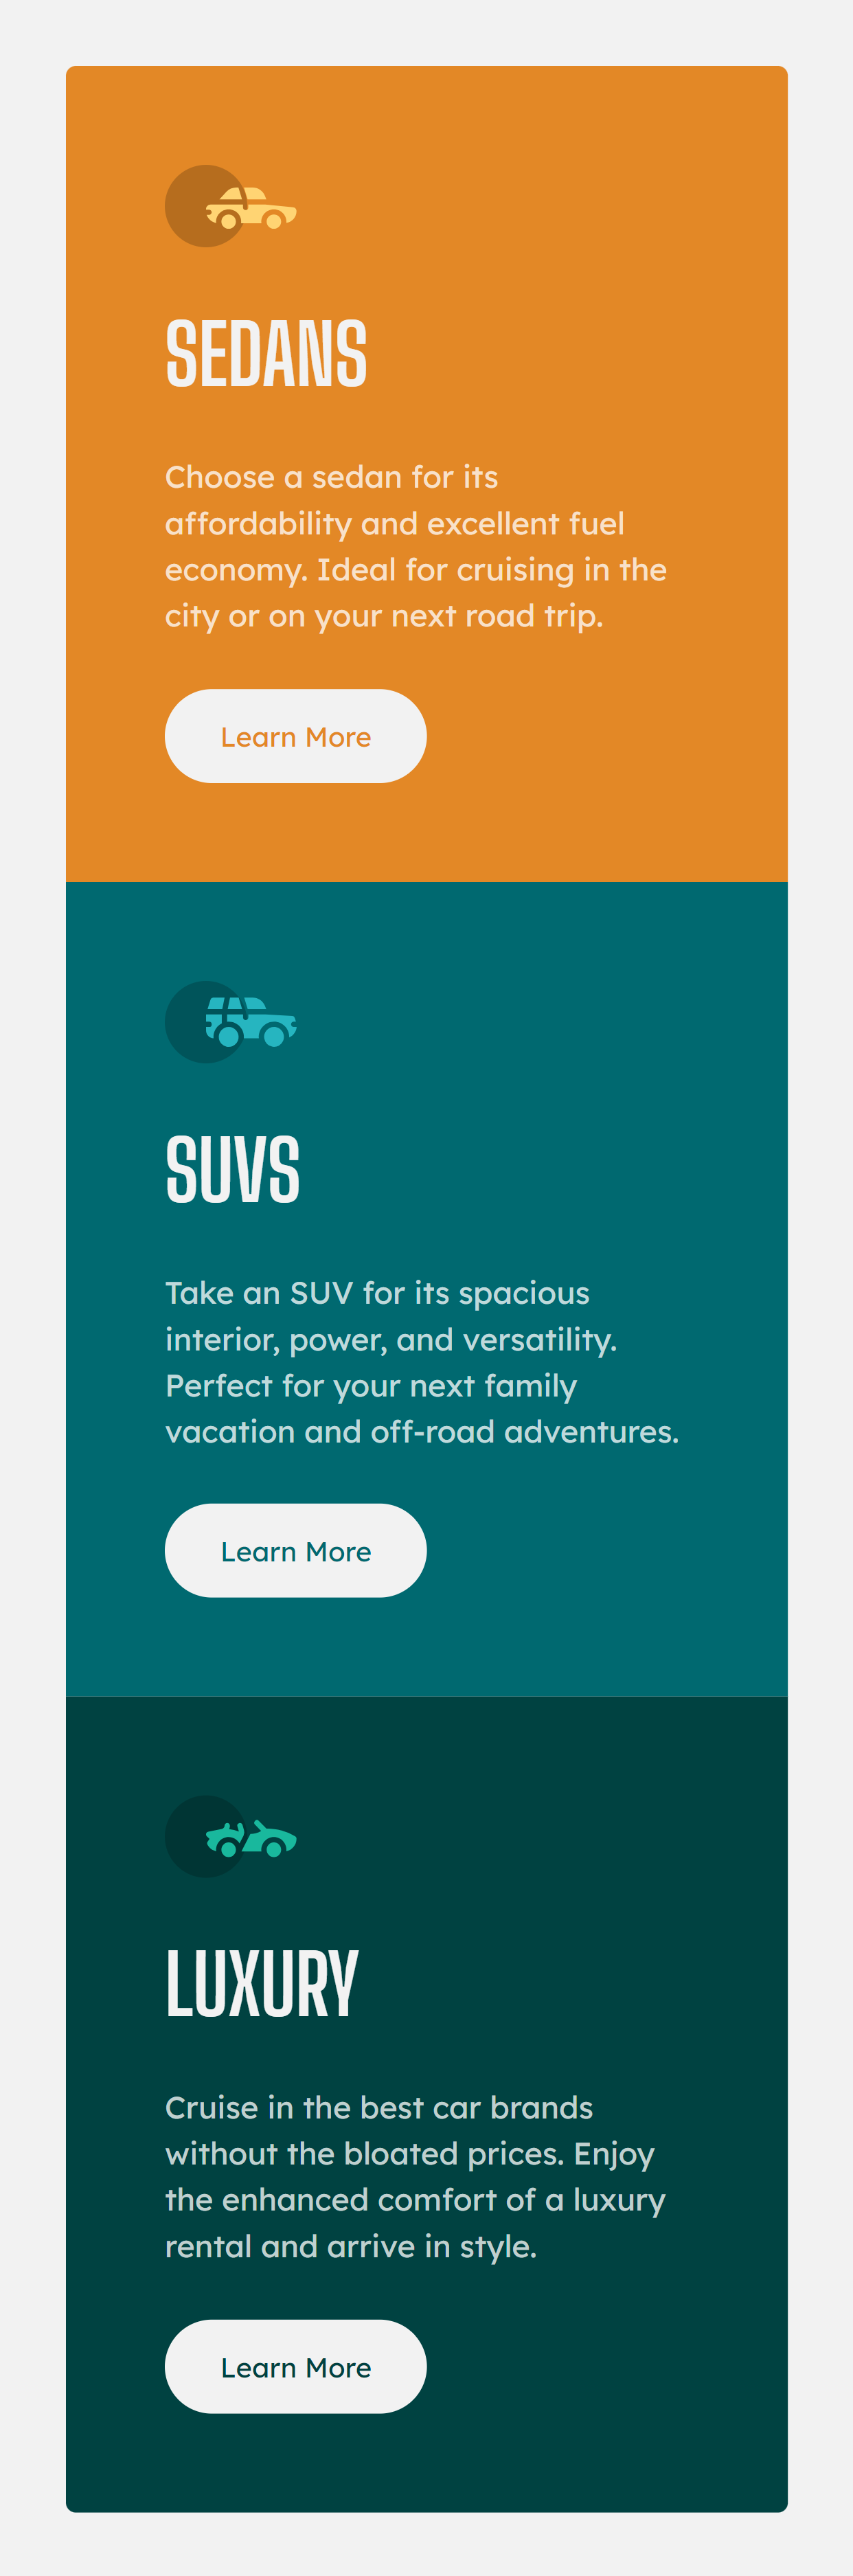 SEDANS
Choose a sedan for its
affordability and excellent fuel
economy. Ideal for cruising in the
city or on your next road trip.
Learn More
SUVS
Take an SUV for its spacious
interior, power, and versatility.
Perfect for your next family
vacation and off-road adventures.
Learn More
LUXURY
Cruise in the best car brands
without the bloated prices. Enjoy
the enhanced comfort of a luxury
rental and arrive in style.
Learn More